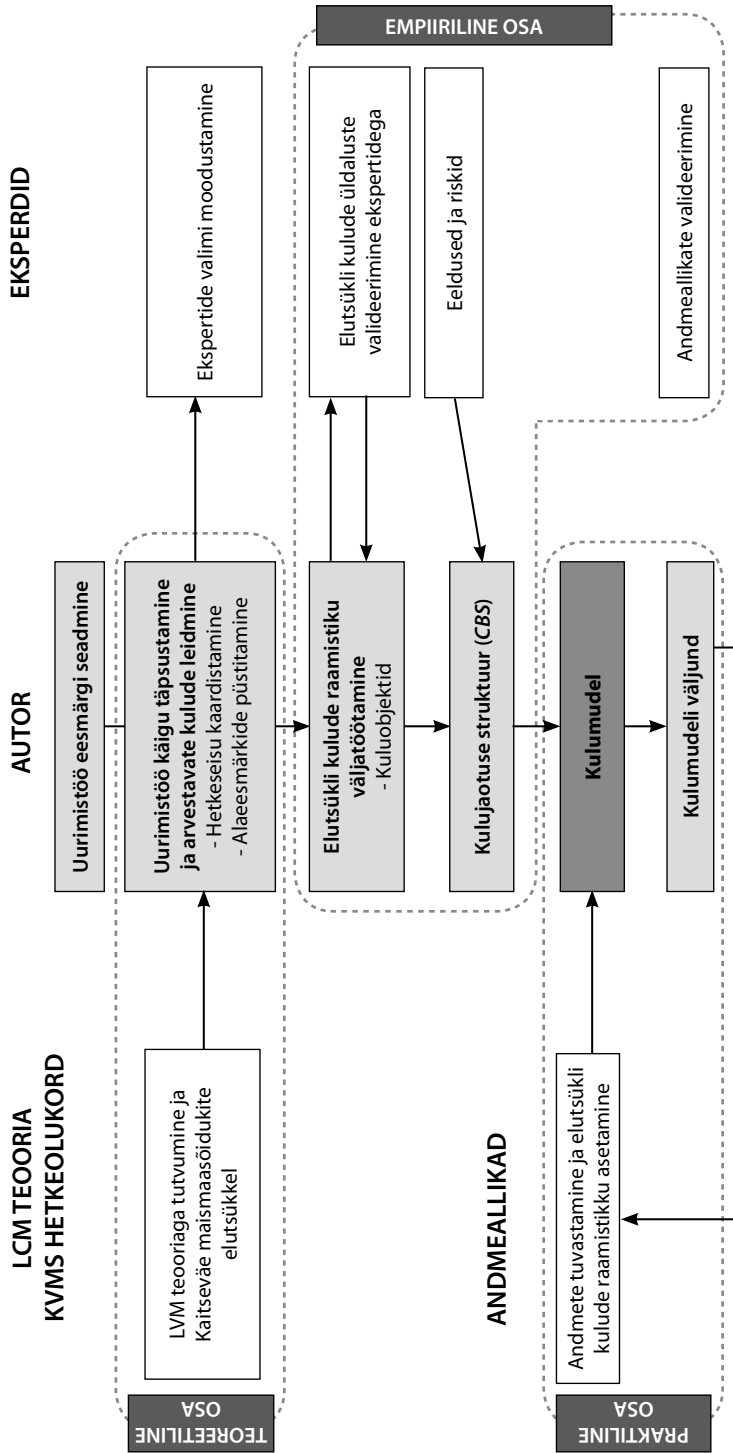 LCM TEOORIA
KVMS HETKEOLUKORD
AUTOR
EKSPERDID
Uurimistöö eesmärgi seadmine
TEOREETILINE
OSA
LVM teooriaga tutvumine ja
Kaitseväe maismaasõidukite
elutsükkel
Uurimistöö käigu täpsustamine
ja arvestavate kulude leidmine
- Hetkeseisu kaardistamine
- Alaeesmärkide püstitamine
Ekspertide valimi moodustamine
EMPIIRILINE OSA
Elutsükli kulude raamistiku
väljatöötamine
- Kuluobjektid
Elutsükli kulude üldaluste
valideerimine ekspertidega
Kulujaotuse struktuur (CBS)
Eeldused ja riskid
ANDMEALLIKAD
PRAKTILINE
OSA
Andmete tuvastamine ja elutsükli
kulude raamistikku asetamine
Kulumudel
Kulumudeli väljund
Andmeallikate valideerimine